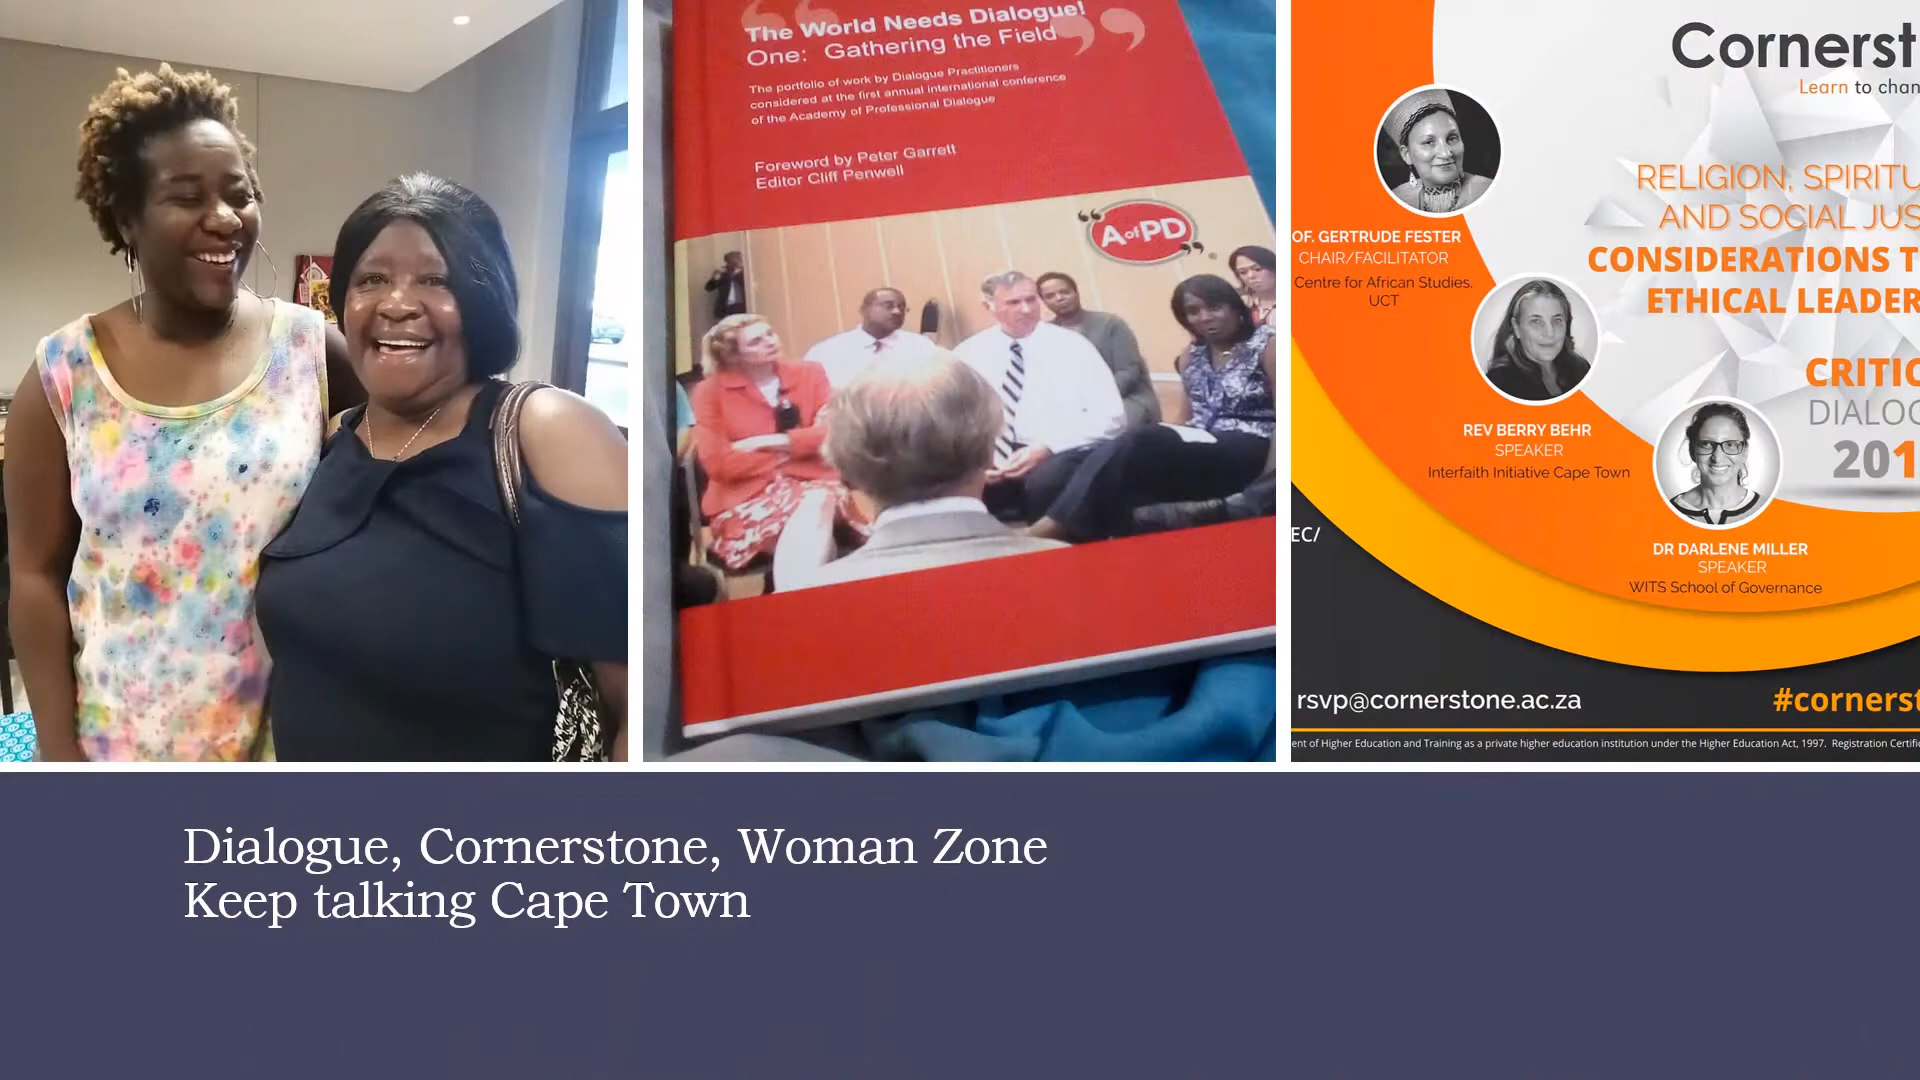 The World Needs Dialogue!
One: Gathering the Field
The portfolio of work by Dialogue Practitioners
considered at the first annual international conference
of the Academy of Professional Dialogue
Foreword by Peter Garrett
Editor Cliff Penwell
AofPD
Cornerst
Learn to chan
RELIGION, SPIRITU
AND SOCIAL JUS
CONSIDERATIONS T
ETHICAL LEADER
CRITIC
DIALOG
201
OF. GERTRUDE FESTER
CHAIR/FACILITATOR
Centre for African Studies.
UCT
REV BERRY BEHR
SPEAKER
Interfaith Initiative Cape Town
DR DARLENE MILLER
SPEAKER
WITS School of Governance
EC/
rsvp@cornerstone.ac.za
#cornerst
ent of Higher Education and Training as a private higher education institution under the Higher Education Act, 1997. Registration Certific
Dialogue, Cornerstone, Woman Zone
Keep talking Cape Town